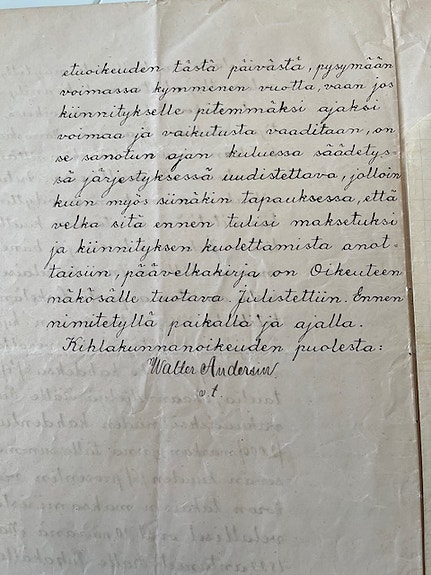 etuoikeuden tästä päivästä, pysymään
voimassa kymmenen vuotta, vaan jos
kiinnitykselle pitemmäksi ajaksi
voimaa ja vaikutusta vaaditaan, on
se sanotun ajan kuluessa säädetys-
sä järjestyksessä uudistettava, jolloin
kuin myös siinäkin tapauksessa, että
velka sitä ennen tulisi maksetuksi
ja kiinnityksen kuolettamista anot-
taisiin, päävelkakirja on Oikeuteen
näkösälle tuotava. Julistettiin. Ennen
nimitetyllä paikalla ja ajalla.
Kihlakunnanoikeuden puolesta:
Walter Andersin
v. t.